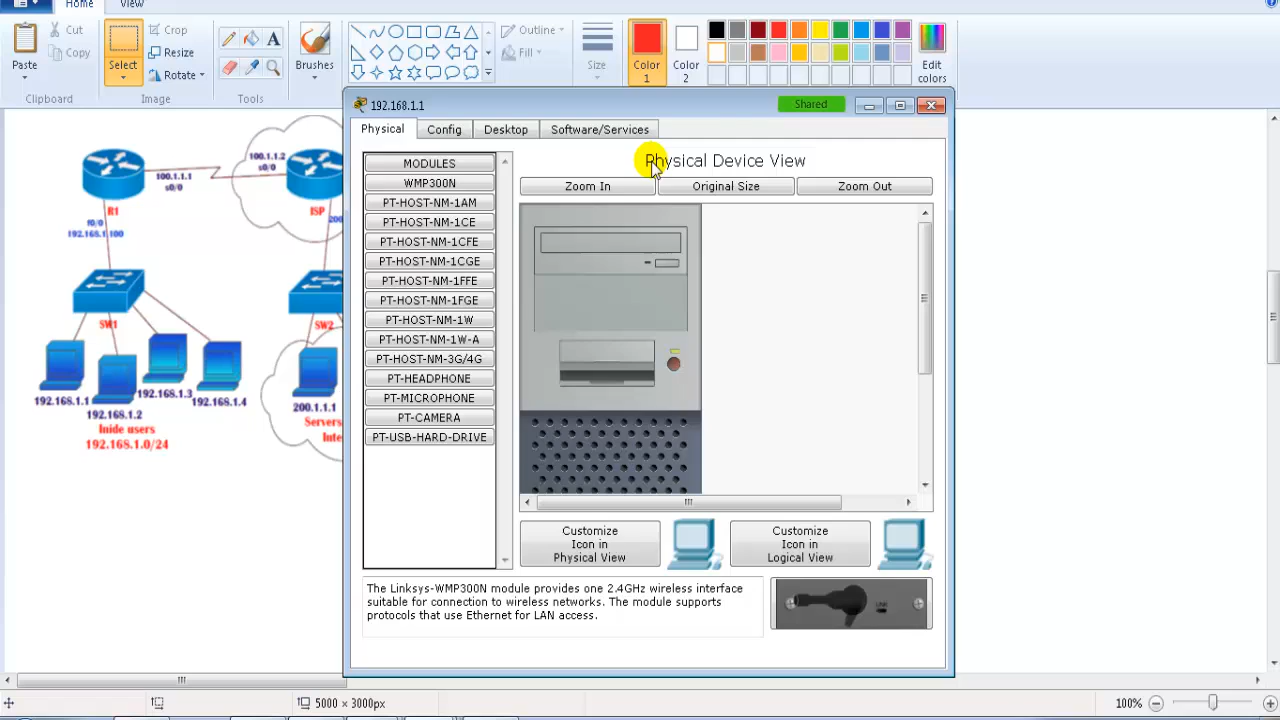 Home
View
Paste
Cut
Copy
Clipboard
Select
Crop
Resize
Rotate
Image
Tools
Brushes
Outline
Fill
Size
Color
1
Color
2
Edit
colors
192.168.1.1
Shared
Physical
Config
Desktop
Software/Services
MODULES
WMP300N
PT-HOST-NM-1AM
PT-HOST-NM-1CE
PT-HOST-NM-1CFE
PT-HOST-NM-1CGE
PT-HOST-NM-1FFE
PT-HOST-NM-1FGE
PT-HOST-NM-1W
PT-HOST-NM-1W-A
PT-HOST-NM-3G/4G
PT-HEADPHONE
PT-MICROPHONE
PT-CAMERA
PT-USB-HARD-DRIVE
Physical Device View
Zoom In
Original Size
Zoom Out
Customize
Icon in
Physical View
Customize
Icon in
Logical View
The Linksys-WMP300N module provides one 2.4GHz wireless interface
suitable for connection to wireless networks. The module supports
protocols that use Ethernet for LAN access.
LINK
R1
100.1.1.1
s0/0
100.1.1.2
s0/0
ISP
f0/0
192.168.1.100
200
SW1
SW2
192.168.1.1
192.168.1.2
192.168.1.3
192.168.1.4
Inide users
192.168.1.0/24
200.1.1.1
Servers
Inte
5000 × 3000px
100%